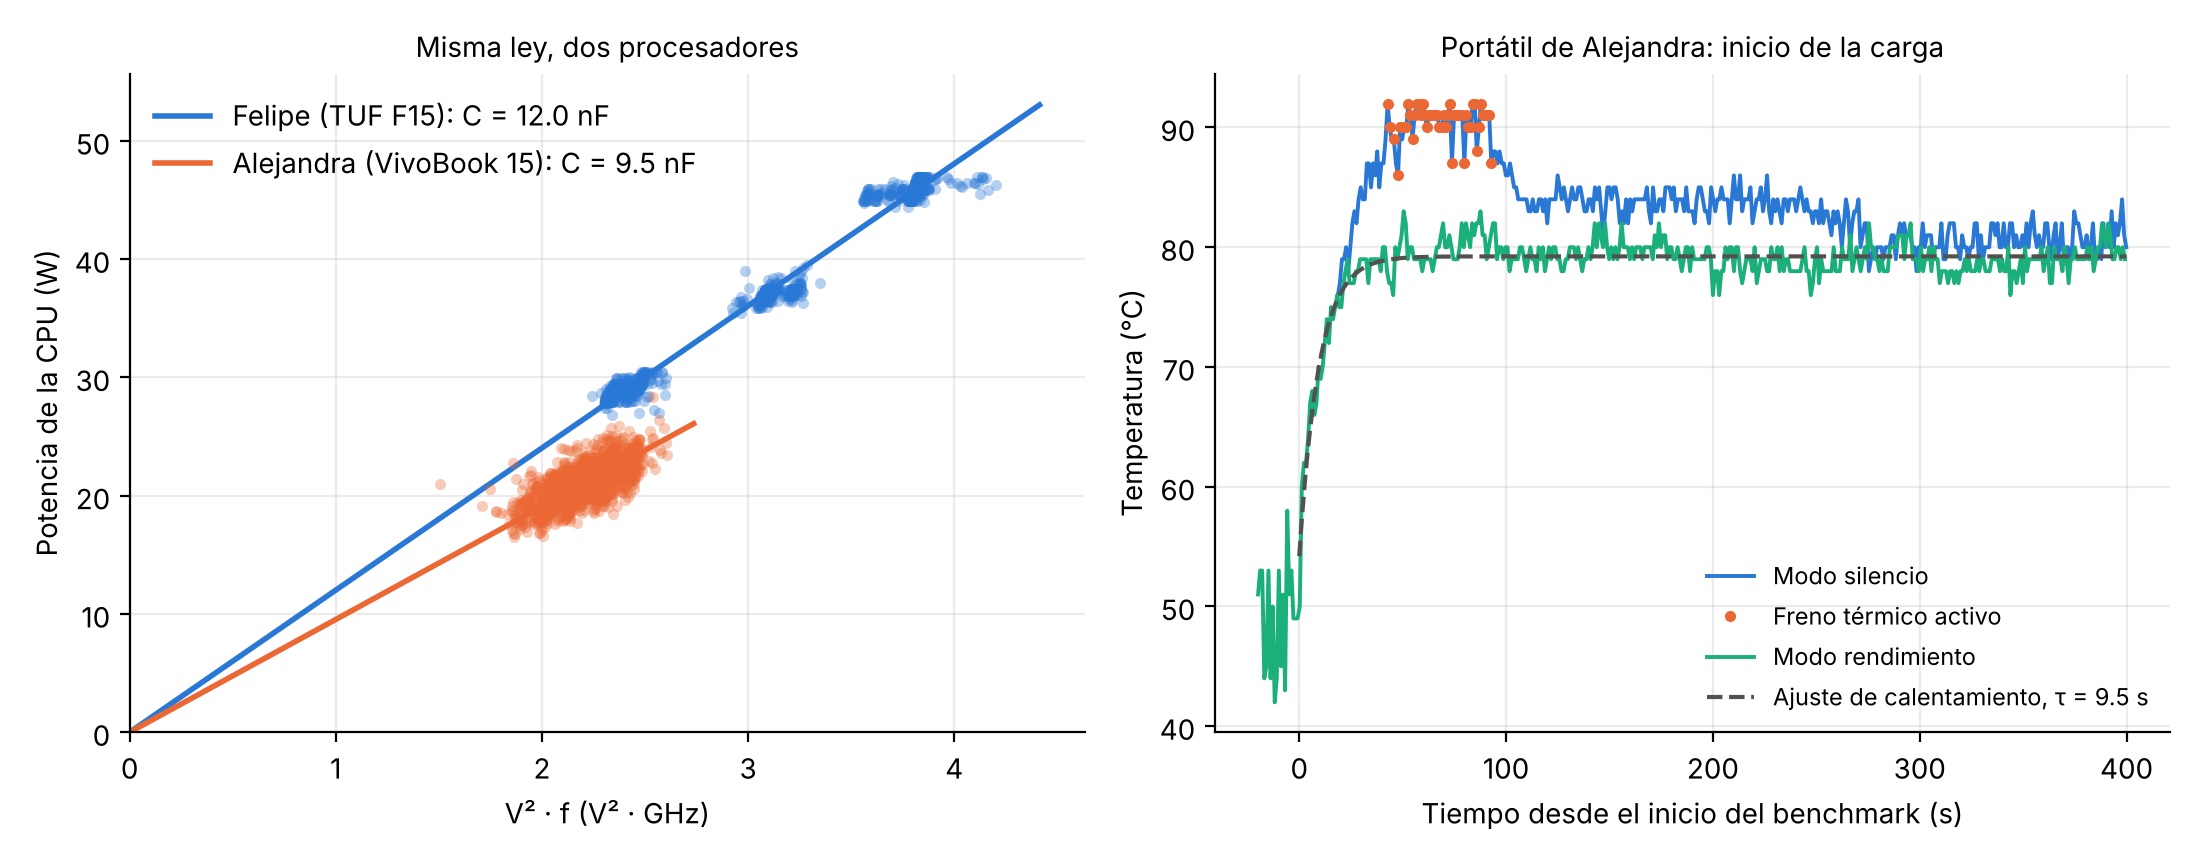 Misma ley, dos procesadores
Felipe (TUF F15): C = 12.0 nF
Alejandra (VivoBook 15): C = 9.5 nF
Potencia de la CPU (W)
50
40
30
20
10
0
0 1 2 3 4
V² · f (V² · GHz)
Portátil de Alejandra: inicio de la carga
Temperatura (°C)
90
80
70
60
50
40
Modo silencio
Freno térmico activo
Modo rendimiento
Ajuste de calentamiento, τ = 9.5 s
0 100 200 300 400
Tiempo desde el inicio del benchmark (s)